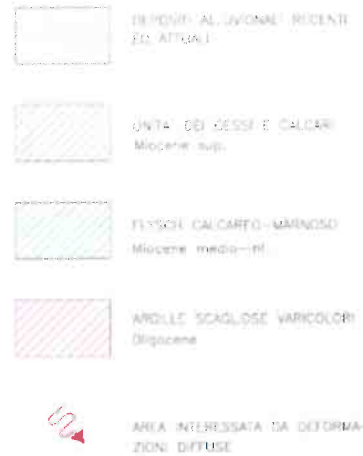 DEPOSITI ALLUVIONALI RECENTI
ED ATTUALI
UNITA' DEI GESSI E CALCARI
Miocene sup.
FLYSCH CALCAREO-MARNOSO
Miocene medio-inf.
ARGILLE SCAGLIOSE VARICOLORI
Oligocene
AREA INTERESSATA DA DEFORMA-
ZIONI DIFFUSE